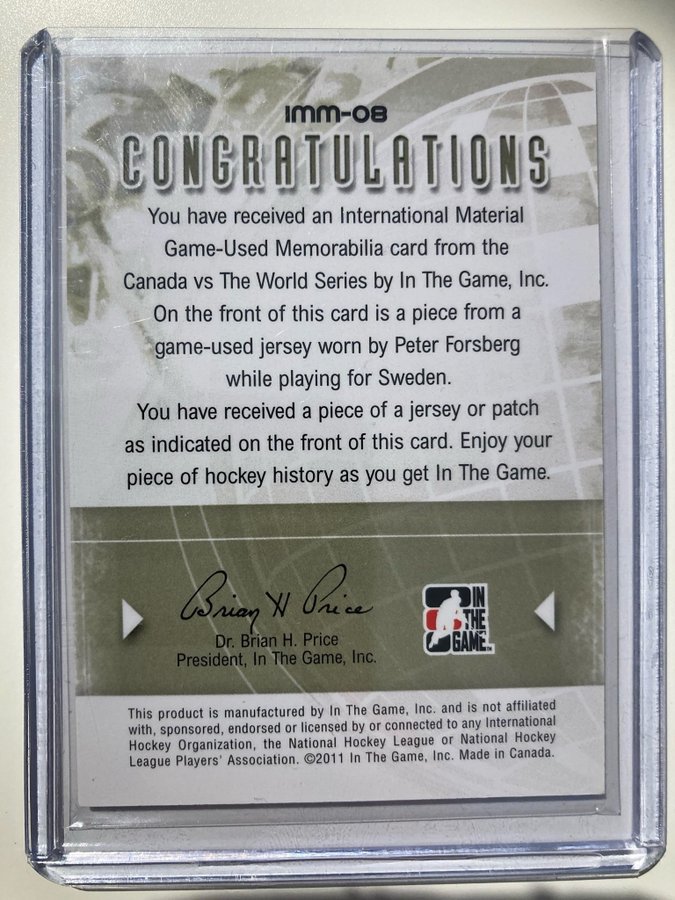 IMM-08
CONGRATULATIONS
You have received an International Material
Game-Used Memorabilia card from the
Canada vs The World Series by In The Game, Inc.
On the front of this card is a piece from a
game-used jersey worn by Peter Forsberg
while playing for Sweden.
You have received a piece of a jersey or patch
as indicated on the front of this card. Enjoy your
piece of hockey history as you get In The Game.
Brian H Price
Dr. Brian H. Price
President, In The Game, Inc.
IN
THE
GAME
This product is manufactured by In The Game, Inc. and is not affiliated
with, sponsored, endorsed or licensed by or connected to any International
Hockey Organization, the National Hockey League or National Hockey
League Players' Association. ©2011 In The Game, Inc. Made in Canada.